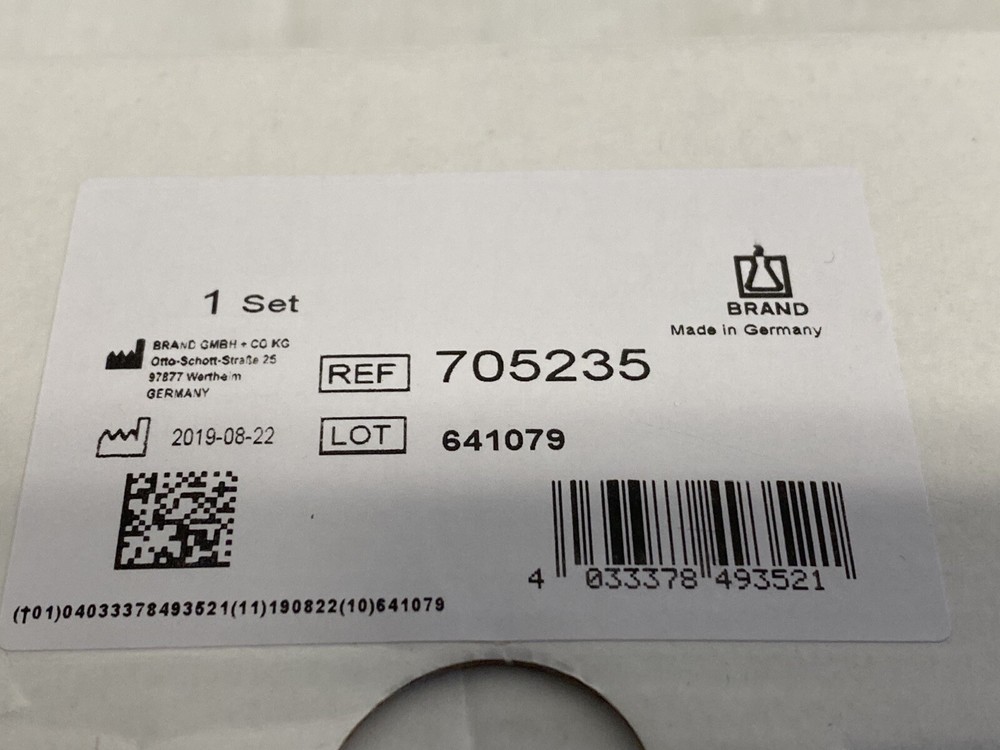 1 Set
BRAND
Made in Germany
BRAND GMBH + CO KG
Otto-Schott-Straße 25
97877 Wertheim
GERMANY
REF 705235
2019-08-22
LOT 641079
4 033378 493521
(†01)04033378493521(11)190822(10)641079